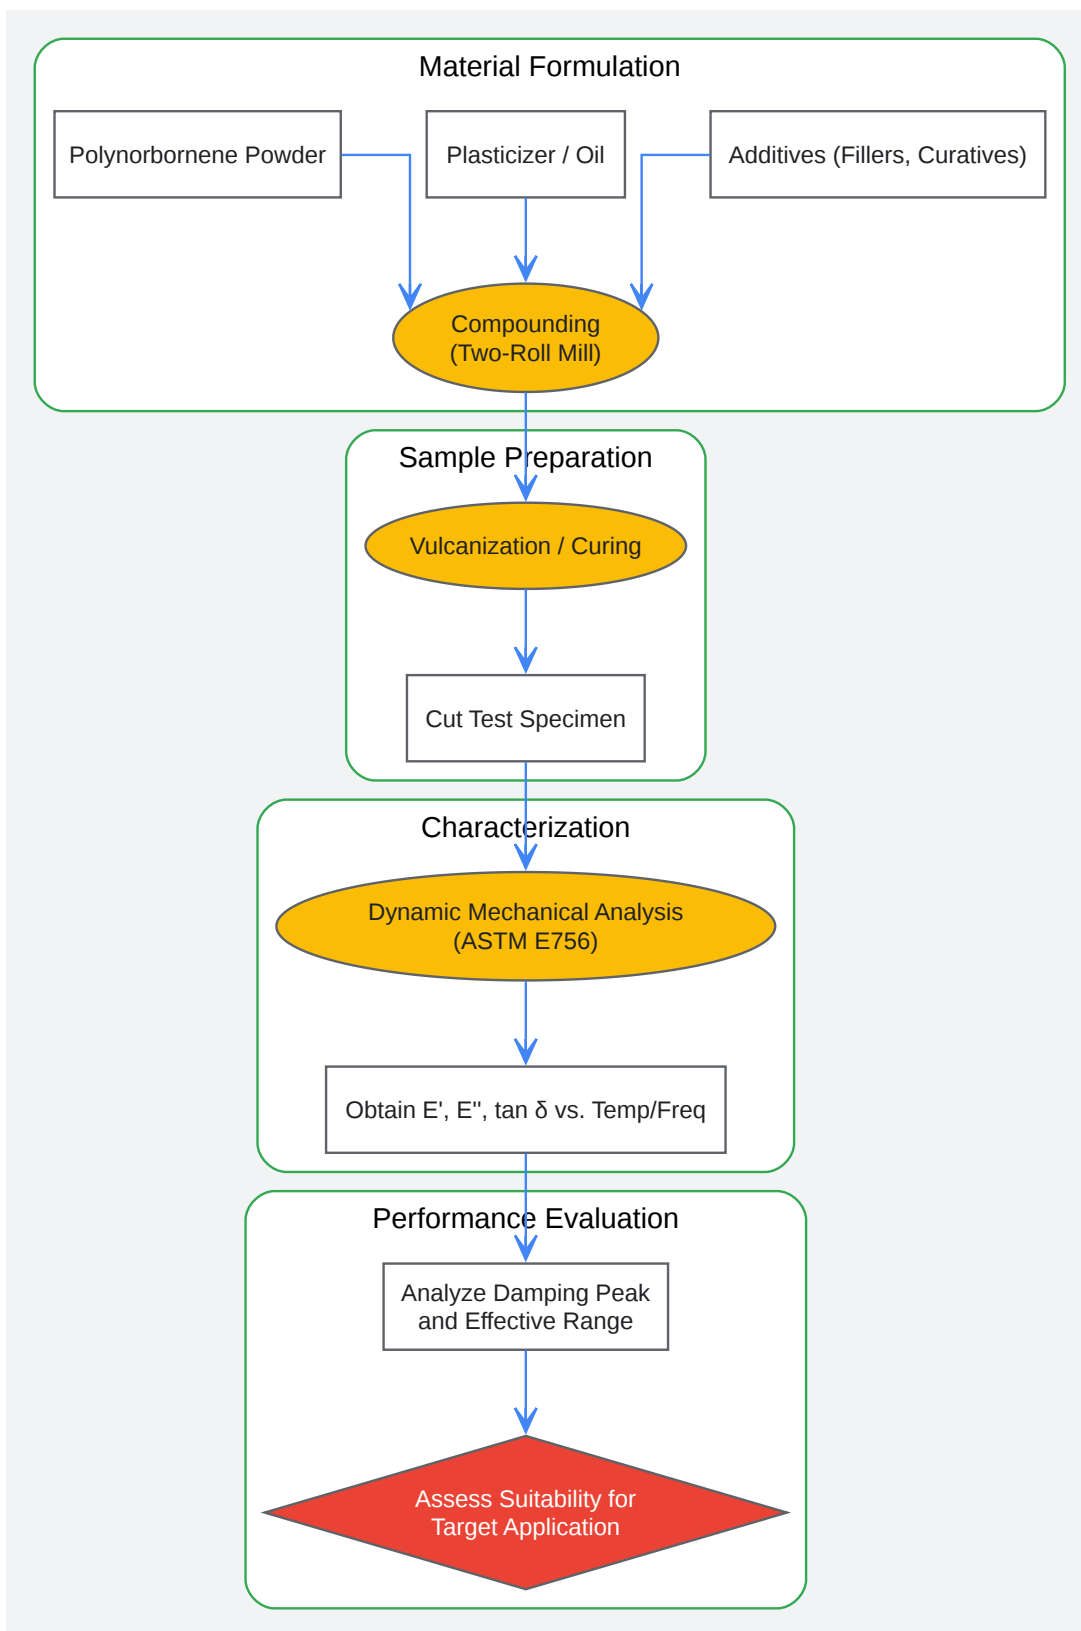 Material Formulation
Polynorbornene Powder
Plasticizer / Oil
Additives (Fillers, Curatives)
Compounding
(Two-Roll Mill)
Sample Preparation
Vulcanization / Curing
Cut Test Specimen
Characterization
Dynamic Mechanical Analysis
(ASTM E756)
Obtain E', E'', tan δ vs. Temp/Freq
Performance Evaluation
Analyze Damping Peak
and Effective Range
Assess Suitability for
Target Application